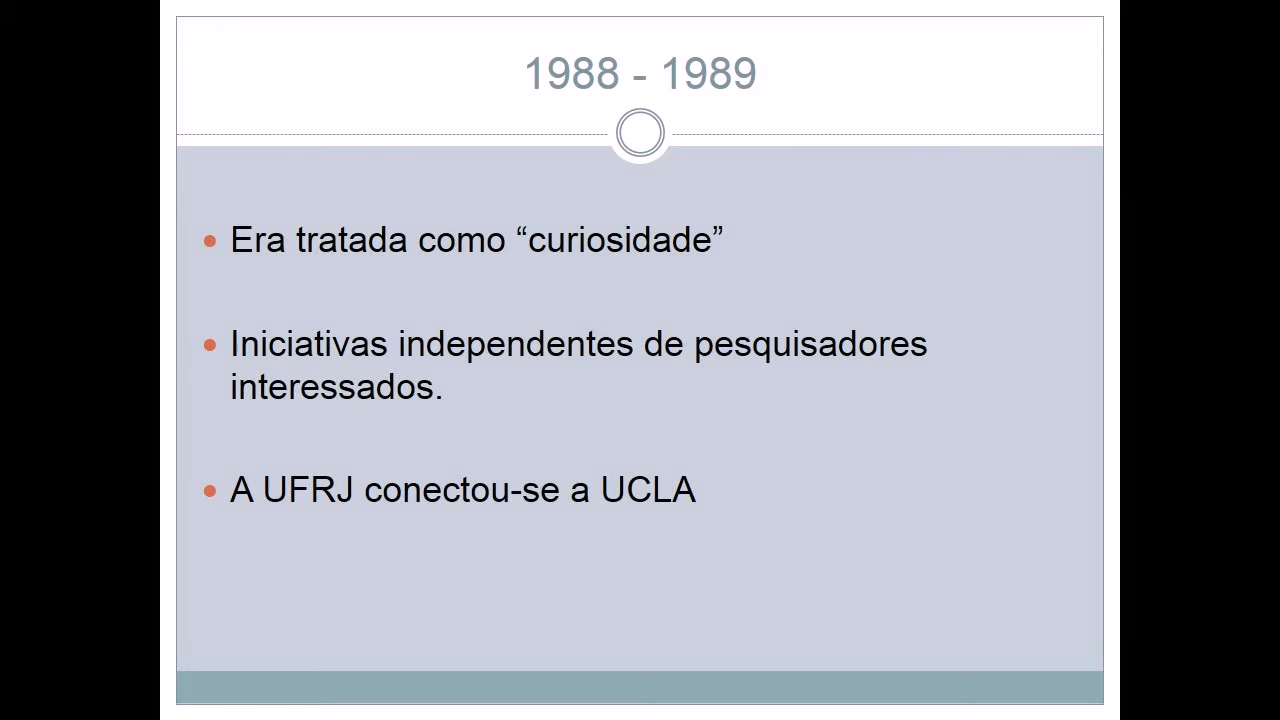 1988 - 1989
Era tratada como “curiosidade”
Iniciativas independentes de pesquisadores
interessados.
A UFRJ conectou-se a UCLA